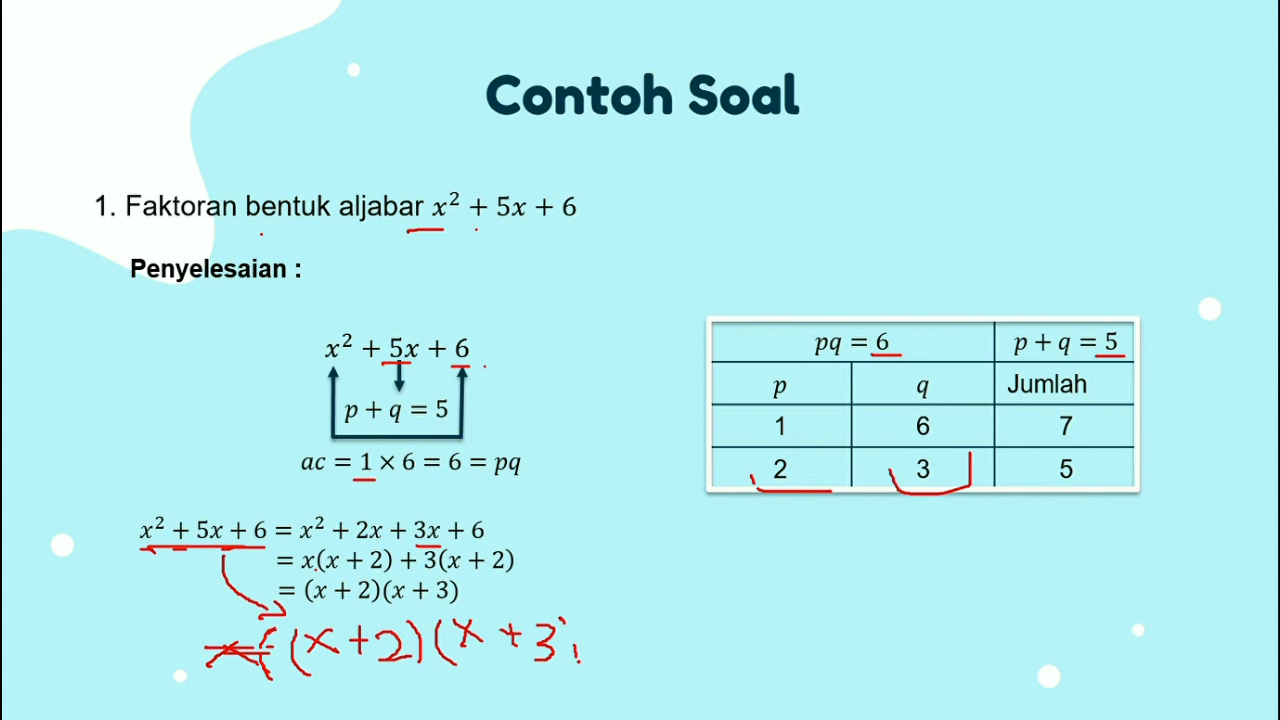 Contoh Soal
1. Faktoran bentuk aljabar x² + 5x + 6
Penyelesaian :
x² + 5x + 6
p + q = 5
ac = 1 × 6 = 6 = pq
pq = 6 p + q = 5
p q Jumlah
1 6 7
2 3 5
x² + 5x + 6 = x² + 2x + 3x + 6
= x(x + 2) + 3(x + 2)
= (x + 2)(x + 3)
(x+2)(x+3